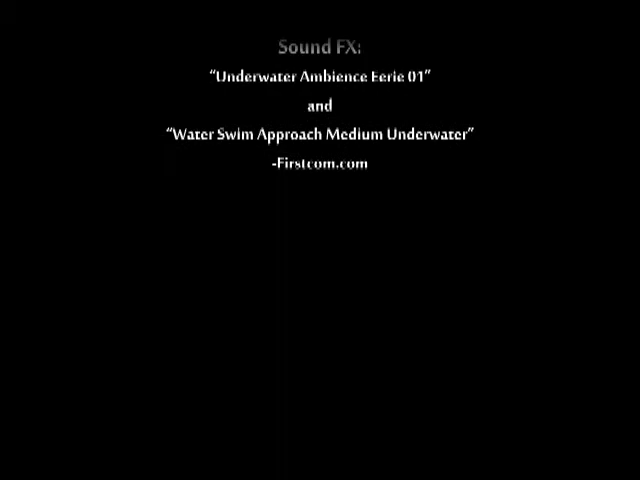 Sound FX:
“Underwater Ambience Eerie 01”
and
“Water Swim Approach Medium Underwater”
-Firstcom.com